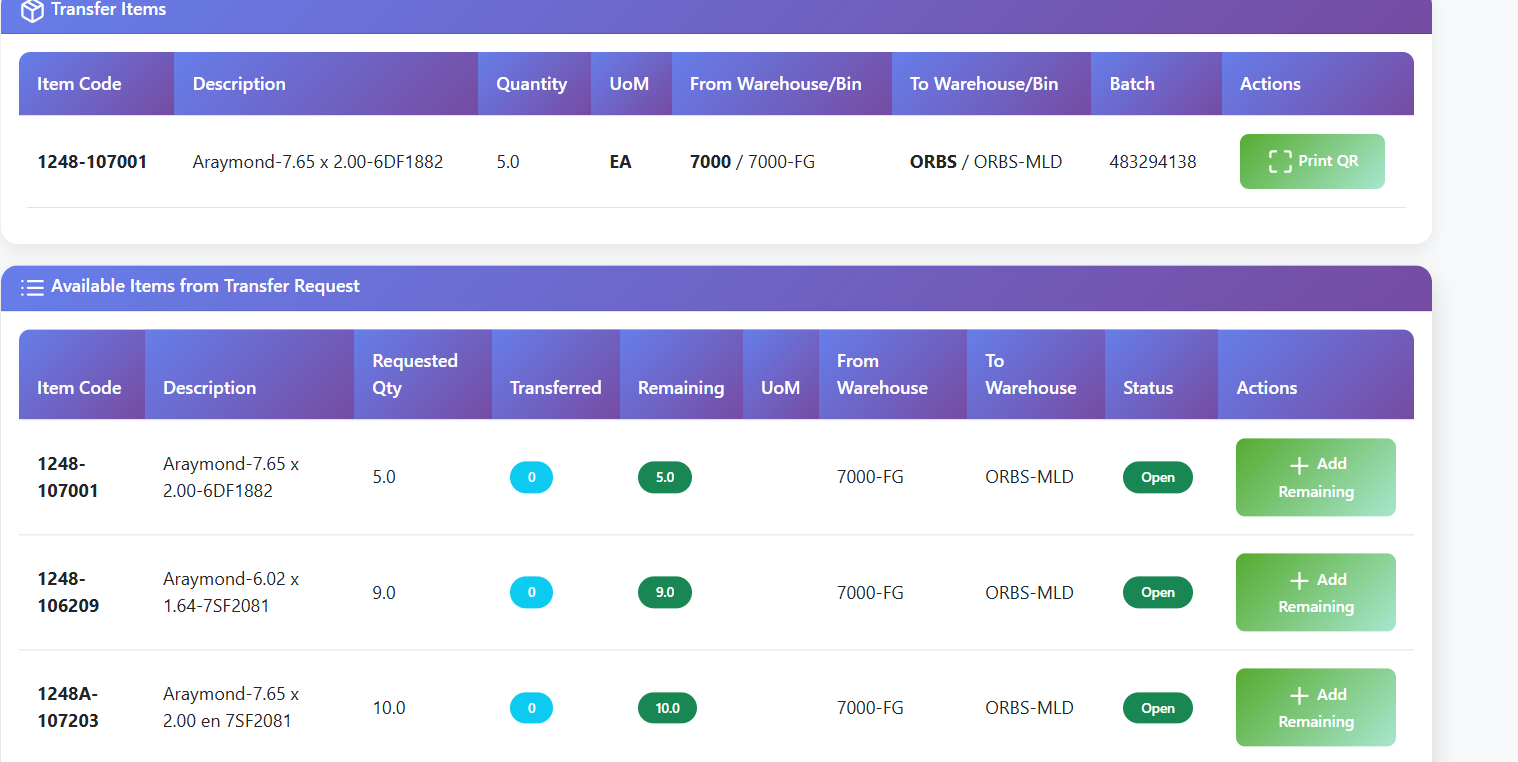 Transfer Items
Item Code Description Quantity UoM From Warehouse/Bin To Warehouse/Bin Batch Actions
1248-107001 Araymond-7.65 x 2.00-6DF1882 5.0 EA 7000 / 7000-FG ORBS / ORBS-MLD 483294138 Print QR
Available Items from Transfer Request
Item Code Description Requested Qty Transferred Remaining UoM From Warehouse To Warehouse Status Actions
1248-107001 Araymond-7.65 x 2.00-6DF1882 5.0 0 5.0 7000-FG ORBS-MLD Open Add Remaining
1248-106209 Araymond-6.02 x 1.64-7SF2081 9.0 0 9.0 7000-FG ORBS-MLD Open Add Remaining
1248A-107203 Araymond-7.65 x 2.00 en 7SF2081 10.0 0 10.0 7000-FG ORBS-MLD Open Add Remaining